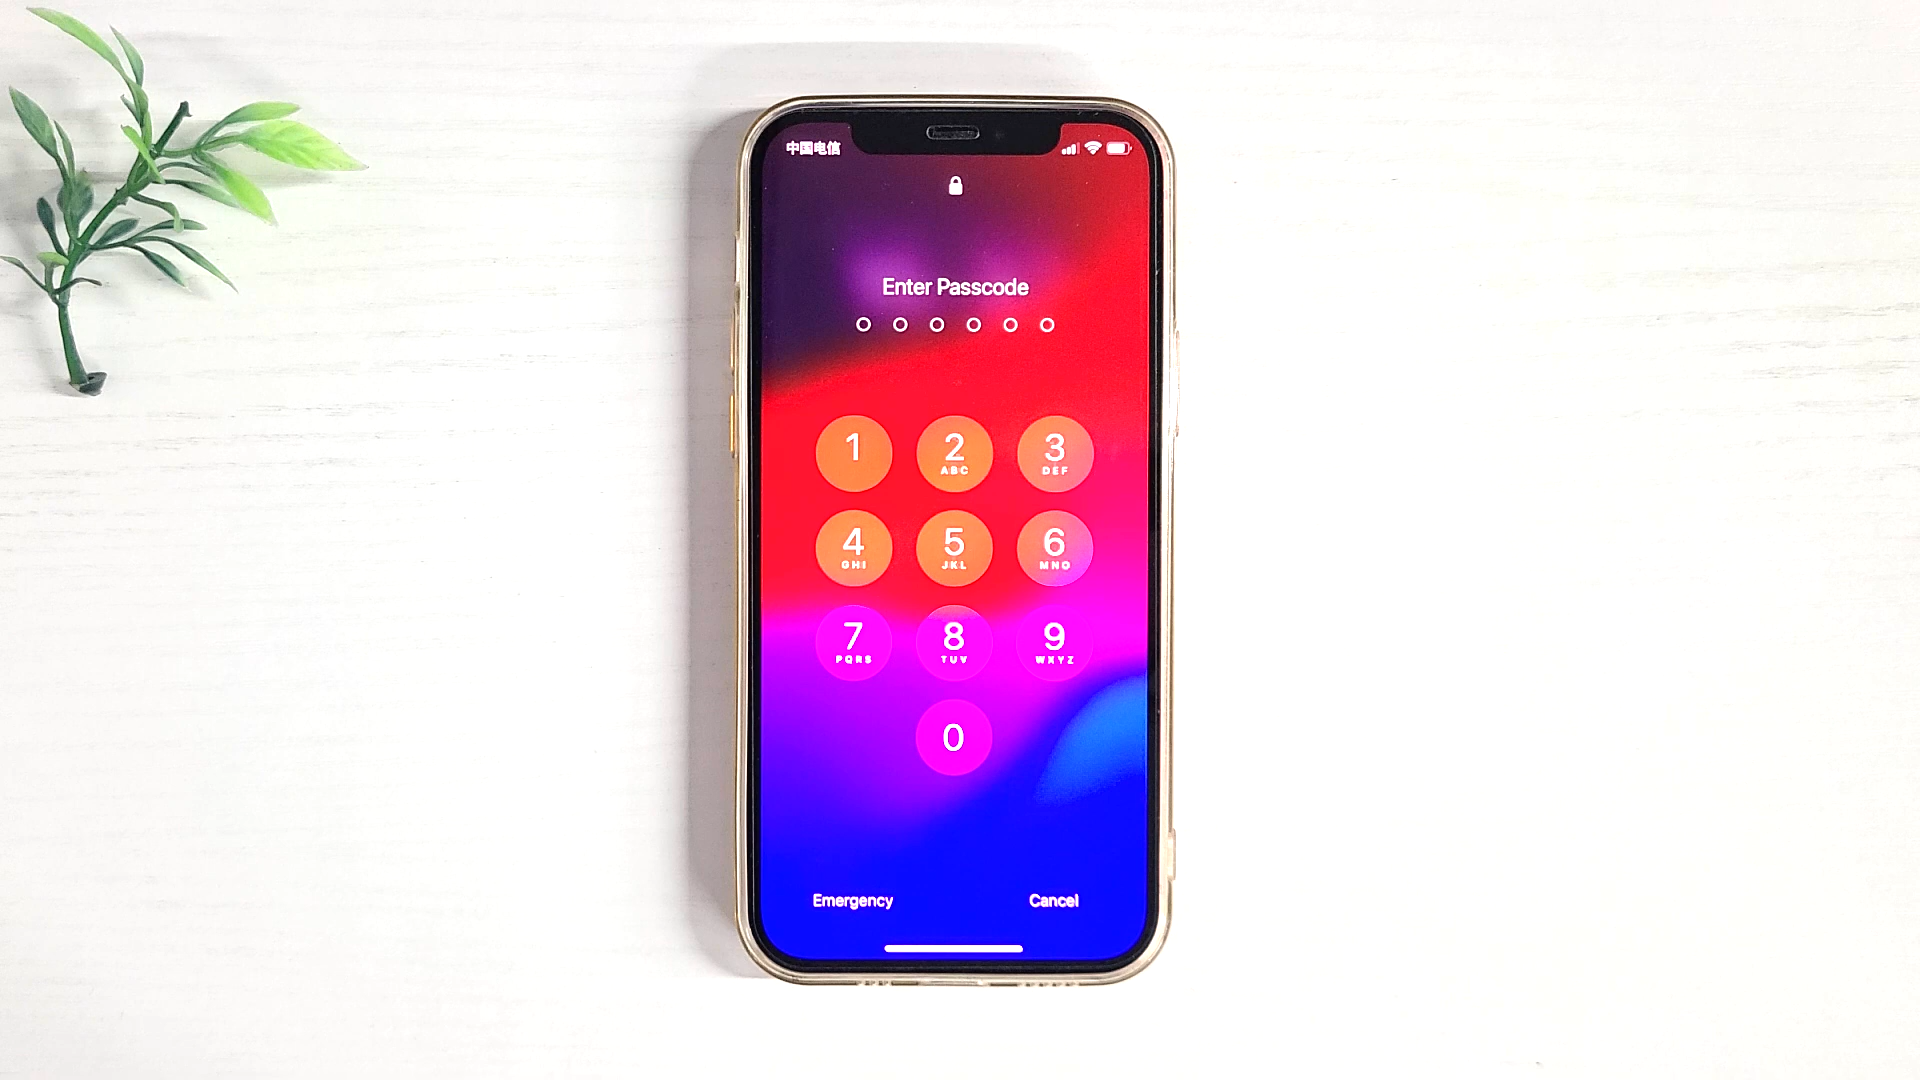 中国电信
Enter Passcode
1
2
ABC
3
DEF
4
GHI
5
JKL
6
MNO
7
PQRS
8
TUV
9
WXYZ
0
Emergency
Cancel